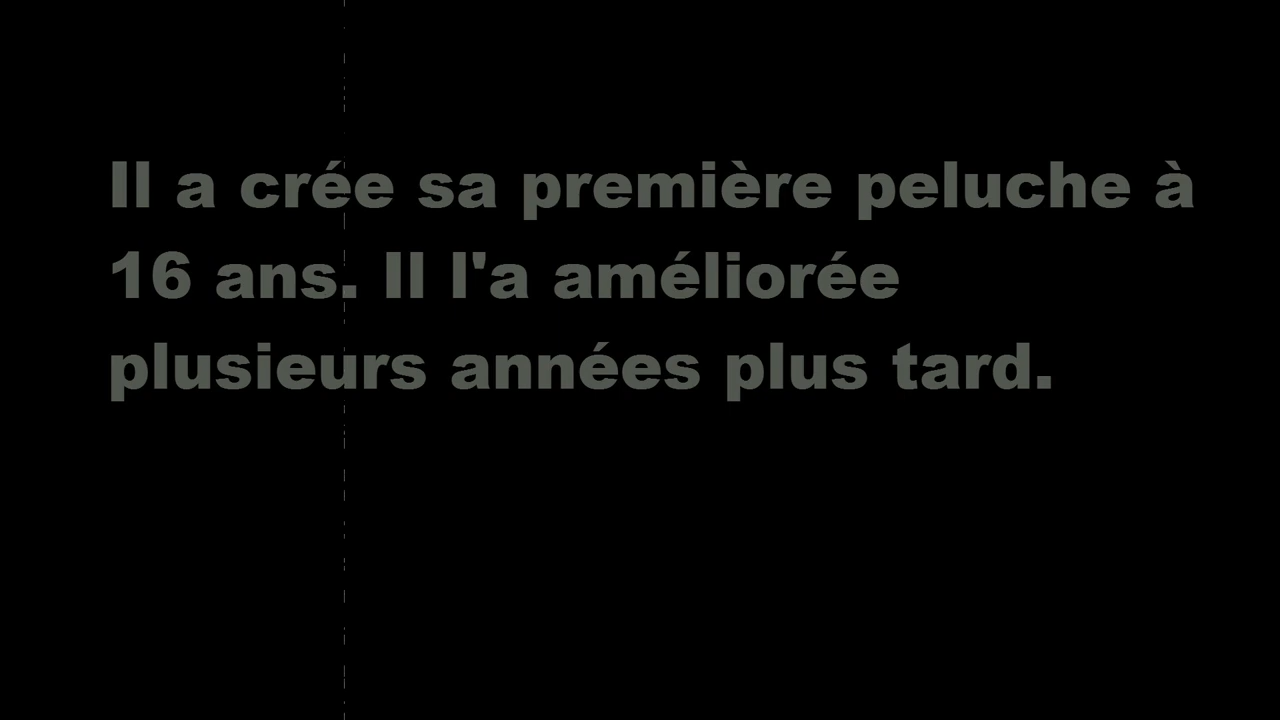 Il a crée sa première peluche à
16 ans. Il l'a améliorée
plusieurs années plus tard.